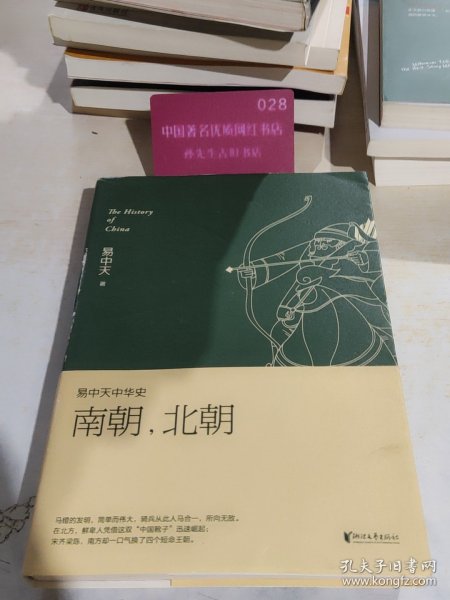 028
中国著名优质网红书店
孙先生古旧书店
The History
of
China
易中天 著
易中天中华史
南朝，北朝
马镫的发明，简单而伟大，骑兵从此人马合一，所向无敌。
在北方，鲜卑人凭借这双“中国靴子”迅速崛起；
宋齐梁陈，南方却一口气换了四个短命王朝。
浙江文艺出版社
孔夫子旧书网
www.kongfz.com